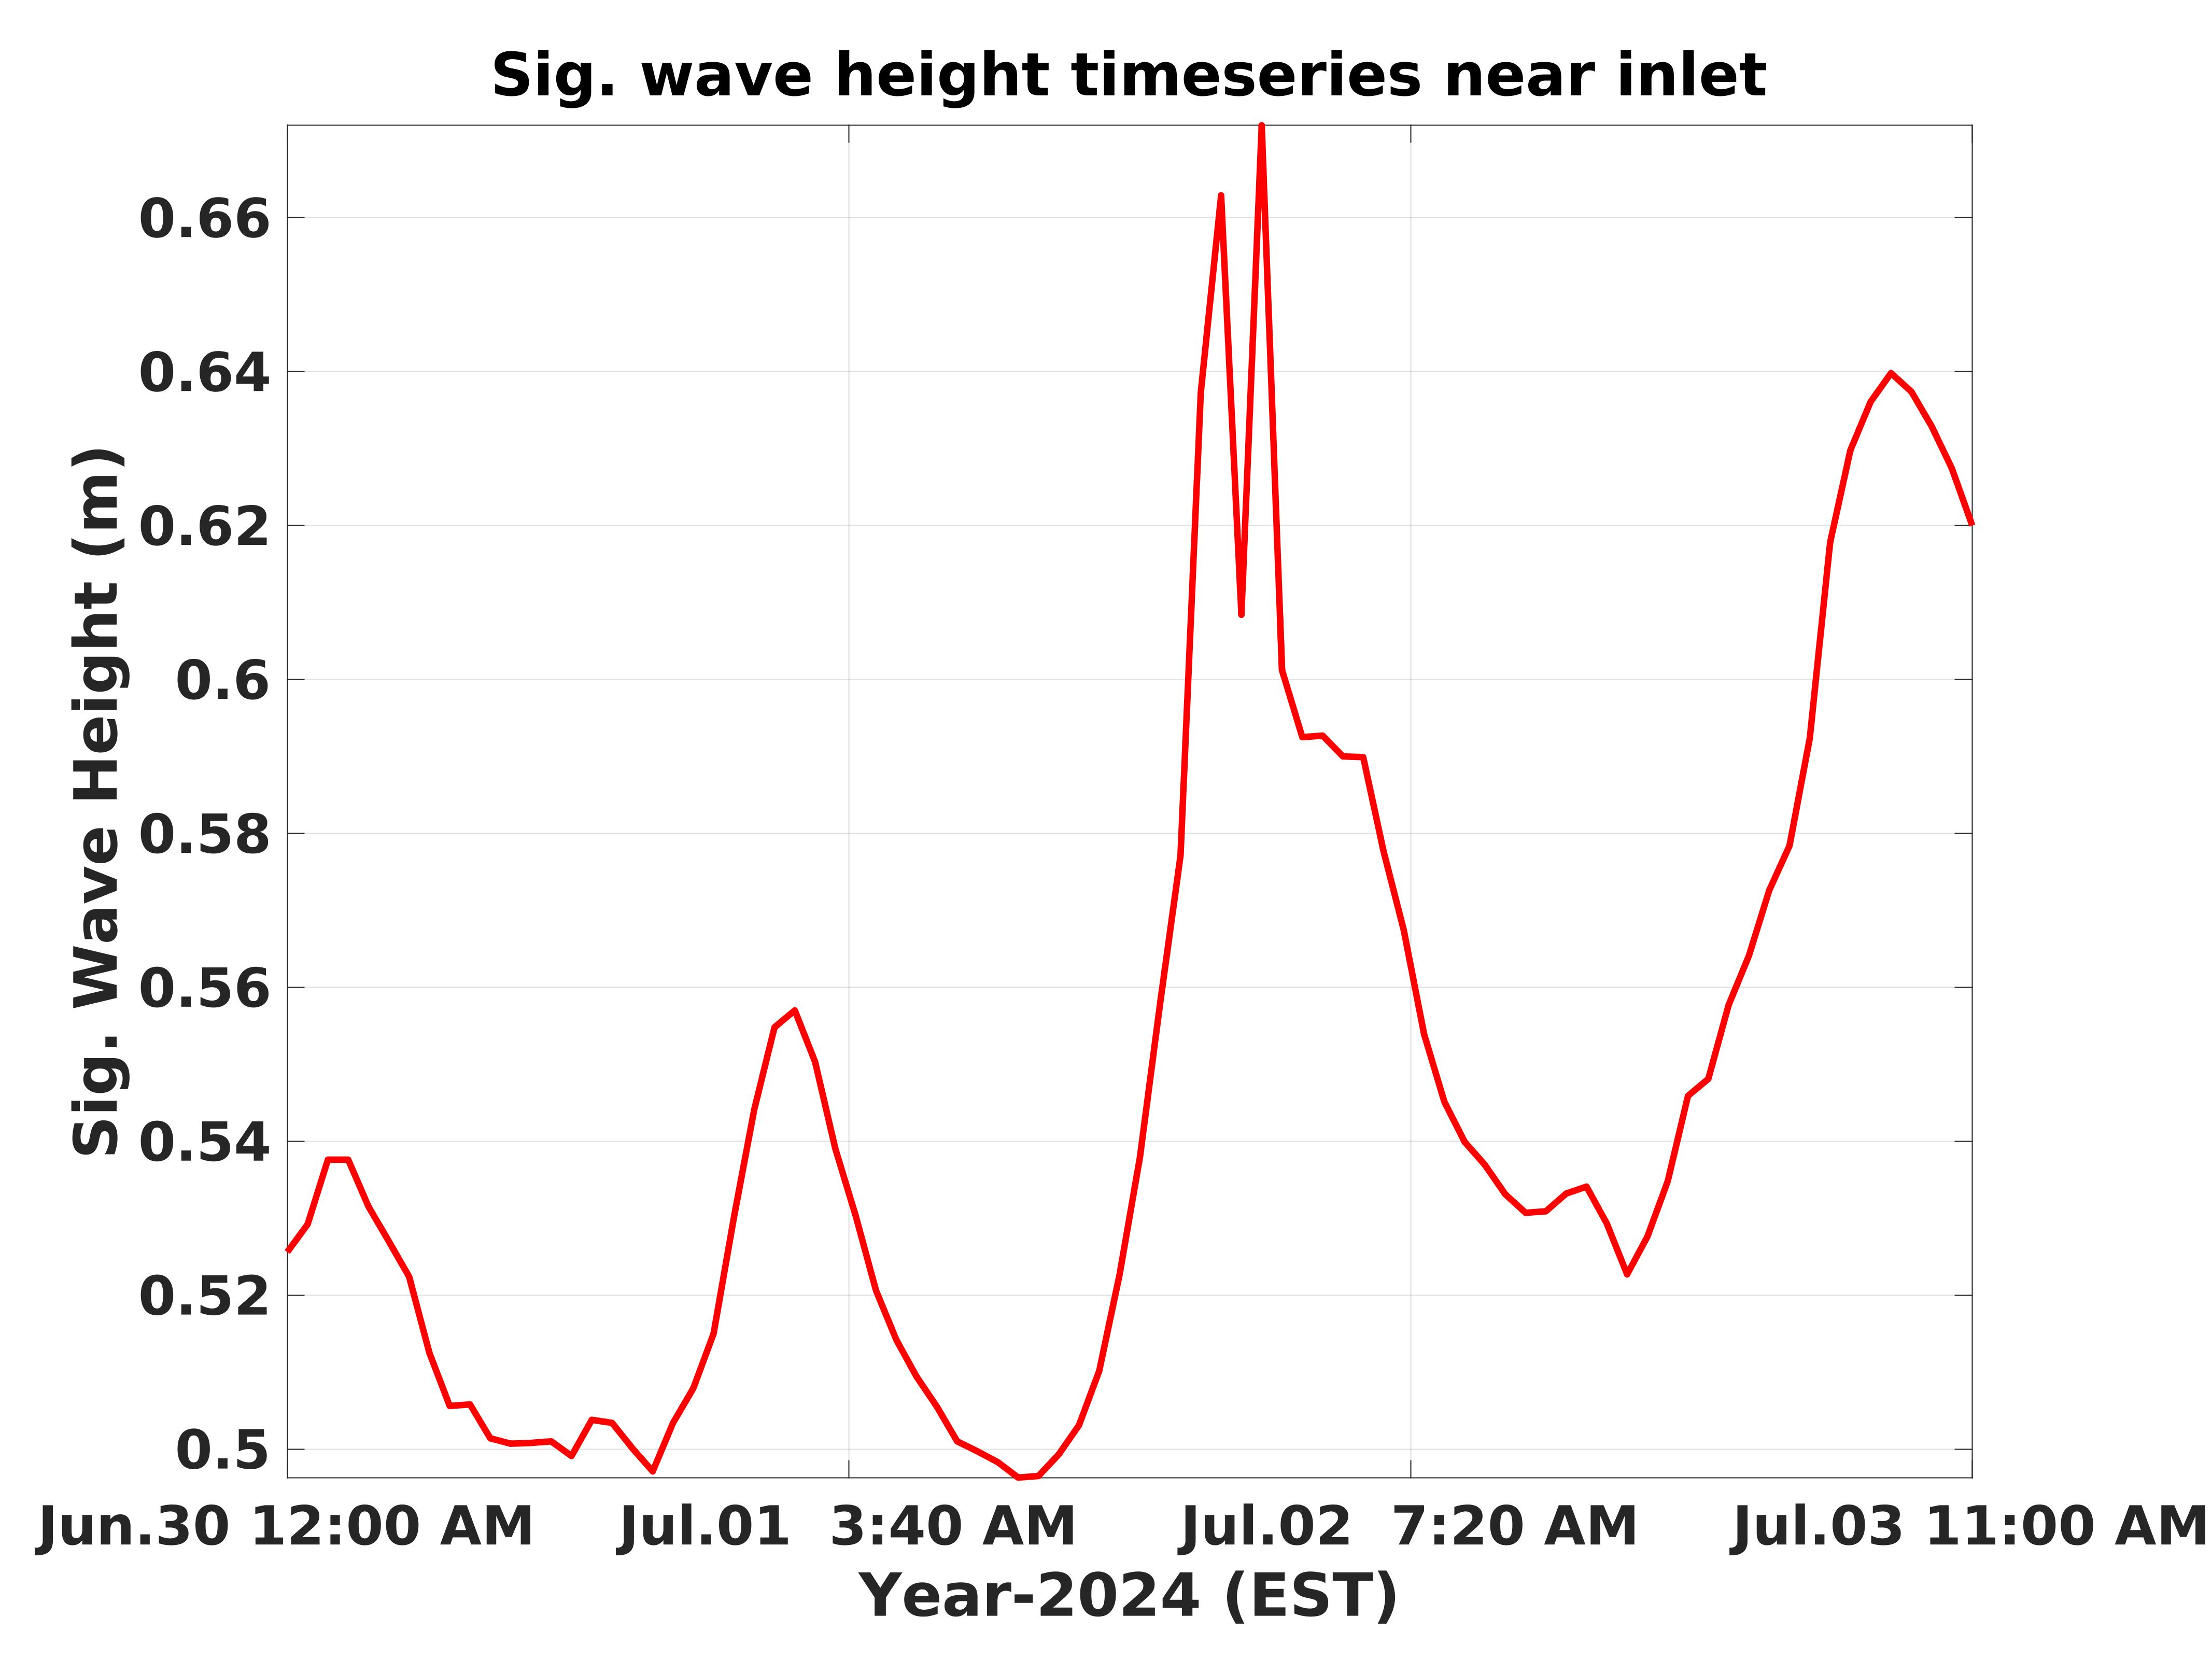 Sig. wave height timeseries near inlet
Sig. Wave Height (m)
0.66
0.64
0.62
0.6
0.58
0.56
0.54
0.52
0.5
Jun.30 12:00 AM Jul.01 3:40 AM Jul.02 7:20 AM Jul.03 11:00 AM
Year-2024 (EST)